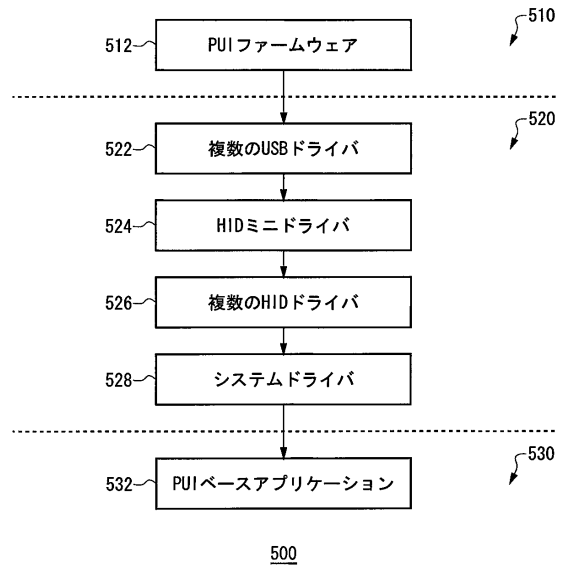 510
512 PUIファームウェア
520
522 複数のUSBドライバ
524 HIDミニドライバ
526 複数のHIDドライバ
528 システムドライバ
530
532 PUIベースアプリケーション
500